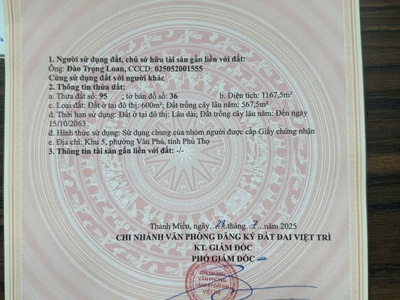 1. Người sử dụng đất, chủ sở hữu tài sản gắn liền với đất:
Ông: Đào Trọng Loan, CCCD: 025052001555
Cùng sử dụng đất với người khác
2. Thông tin thửa đất:
a. Thửa đất số: 95 ; tờ bản đồ số: 36 b. Diện tích: 1167,5m²
c. Loại đất: Đất ở tại đô thị: 600m²; Đất trồng cây lâu năm: 567,5m²
d. Thời hạn sử dụng: Đất ở tại đô thị: Lâu dài; Đất trồng cây lâu năm: Đến ngày
15/10/2063
đ. Hình thức sử dụng: Sử dụng chung của nhóm người được cấp Giấy chứng nhận
e. Địa chỉ: Khu 5, phường Vân Phú, tỉnh Phú Thọ
3. Thông tin tài sản gắn liền với đất: -/-
Thanh Miếu, ngày 28 tháng 7 năm 2025
CHI NHÁNH VĂN PHÒNG ĐĂNG KÝ ĐẤT ĐAI VIỆT TRÌ
KT. GIÁM ĐỐC
PHÓ GIÁM ĐỐC